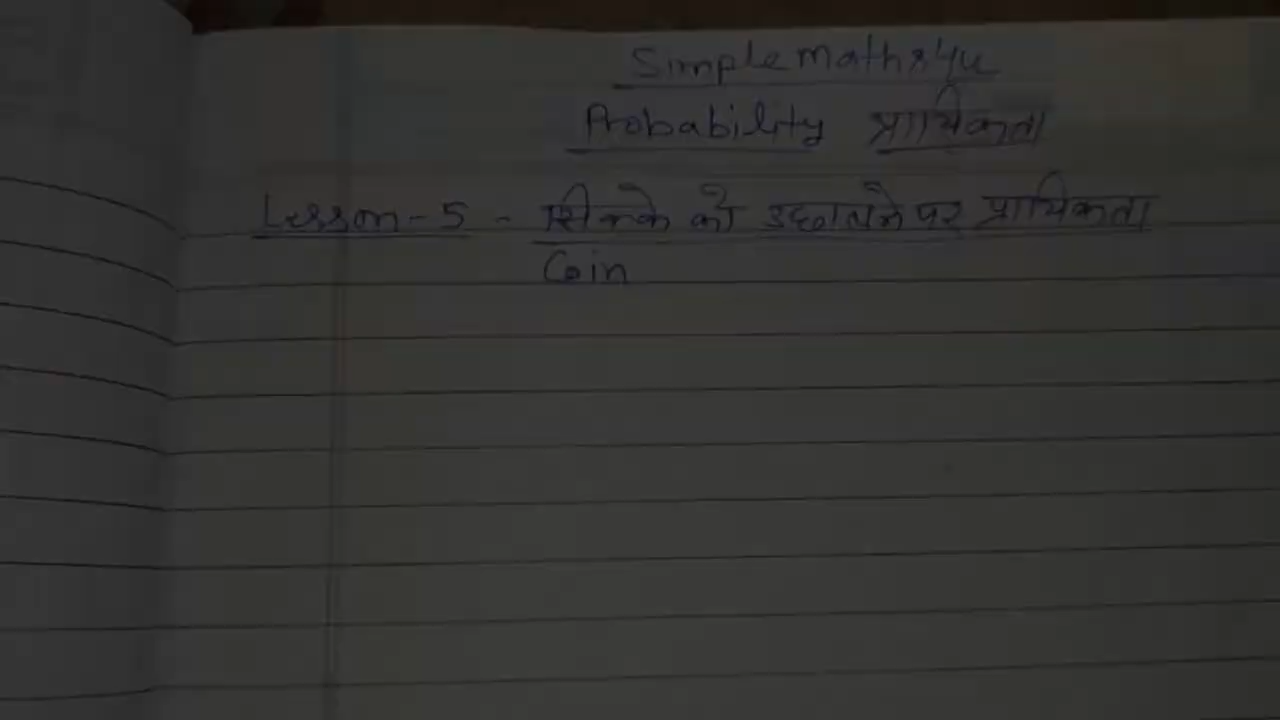 Simplemaths4u
Probability प्रायिकता
Lesson-5 - सिक्के को उछालने पर प्रायिकता
Coin